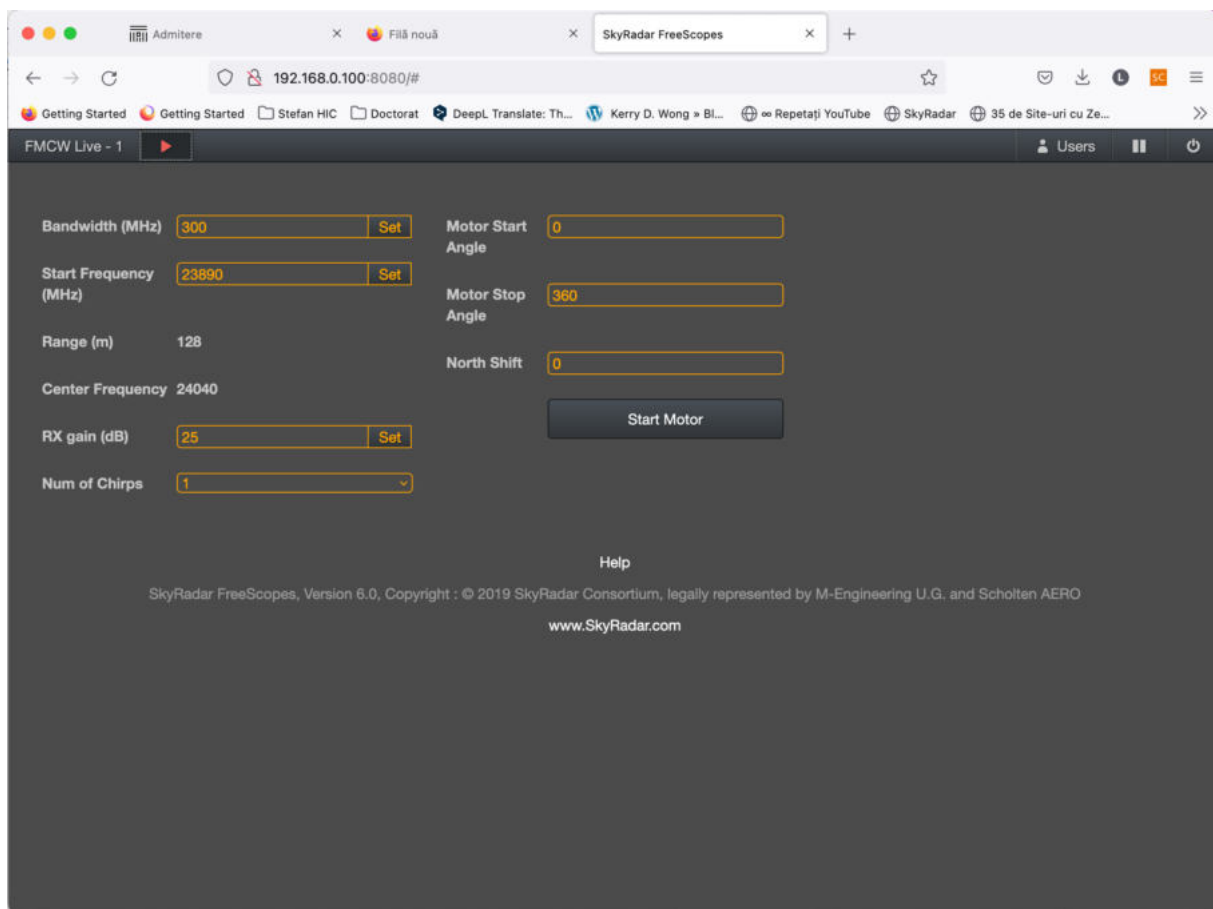 Admitere
Filă nouă
SkyRadar FreeScopes
192.168.0.100:8080/#
L
SC
Getting Started
Getting Started
Stefan HIC
Doctorat
DeepL Translate: Th...
Kerry D. Wong » Bl...
∞ Repetați YouTube
SkyRadar
35 de Site-uri cu Ze...
FMCW Live - 1
Users
Bandwidth (MHz) 300 Set
Start Frequency (MHz) 23890 Set
Range (m) 128
Center Frequency 24040
RX gain (dB) 25 Set
Num of Chirps 1
Motor Start Angle 0
Motor Stop Angle 360
North Shift 0
Start Motor
Help
SkyRadar FreeScopes, Version 6.0, Copyright : © 2019 SkyRadar Consortium, legally represented by M-Engineering U.G. and Scholten AERO
www.SkyRadar.com